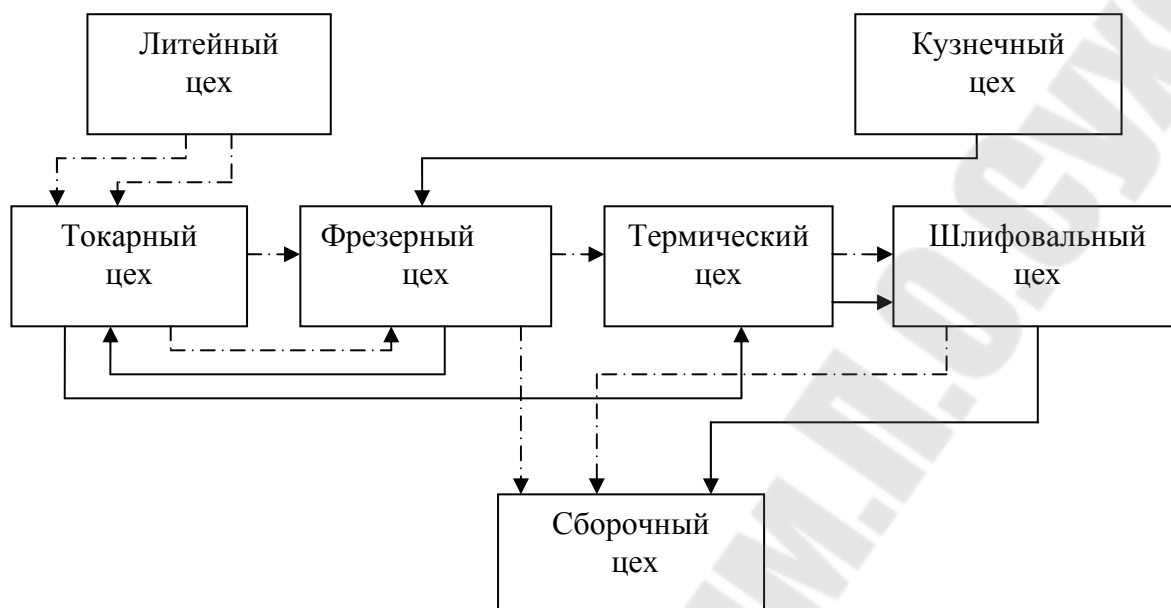 Литейный
цех
Кузнечный
цех
Токарный
цех
Фрезерный
цех
Термический
цех
Шлифовальный
цех
Сборочный
цех